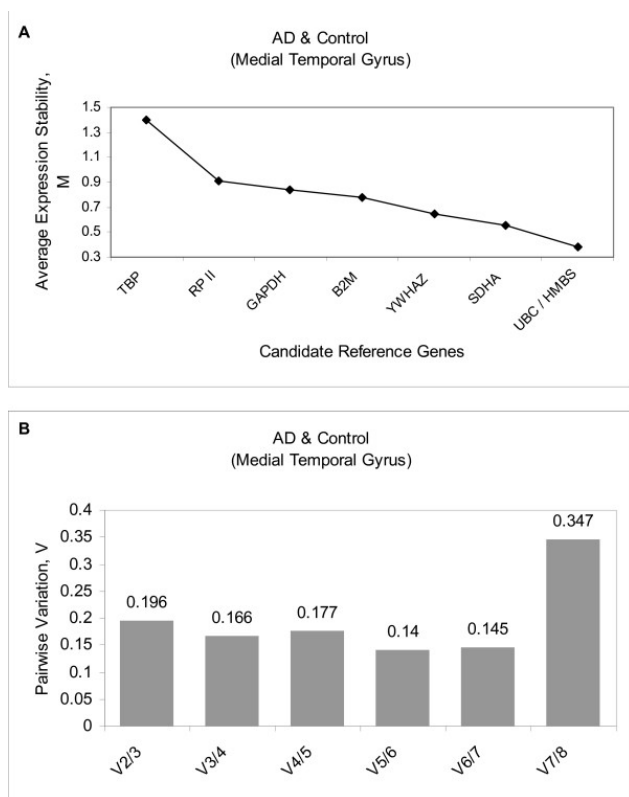 A
AD & Control
(Medial Temporal Gyrus)
Average Expression Stability,
M
1.5
1.3
1.1
0.9
0.7
0.5
0.3
TBP
RP II
GAPDH
B2M
YWHAZ
SDHA
UBC / HMBS
Candidate Reference Genes
B
AD & Control
(Medial Temporal Gyrus)
Pairwise Variation, V
0.4
0.35
0.3
0.25
0.2
0.15
0.1
0.05
0
0.196
0.166
0.177
0.14
0.145
0.347
V2/3
V3/4
V4/5
V5/6
V6/7
V7/8